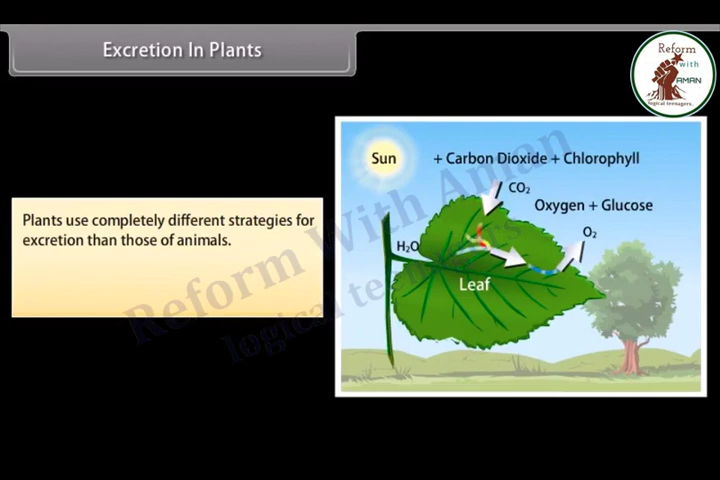 Excretion In Plants
Reform
with
AMAN
logical teenagers
Sun + Carbon Dioxide + Chlorophyll
CO₂
Oxygen + Glucose
Plants use completely different strategies for
excretion than those of animals.
O₂
H₂O
Leaf
Reform With Aman
logical teenagers